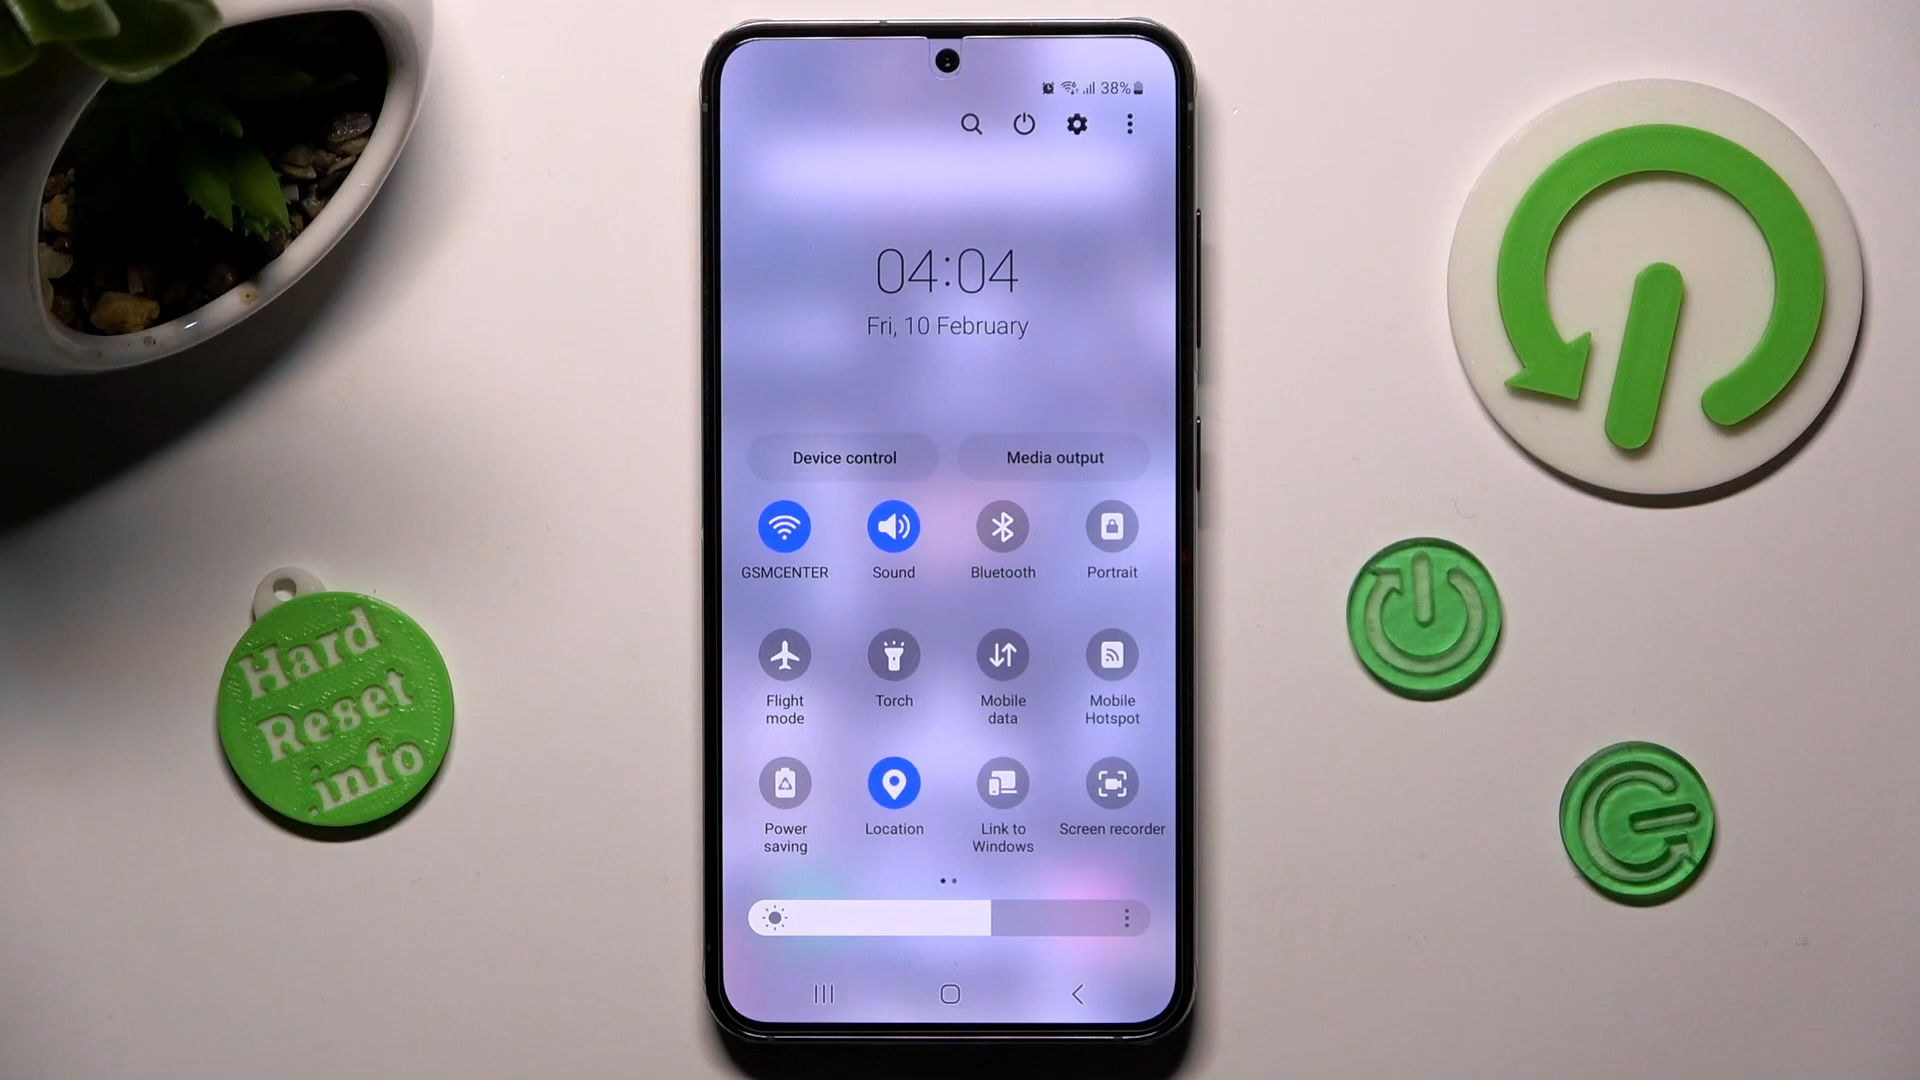 38%
04:04
Fri, 10 February
Device control
Media output
GSMCENTER
Sound
Bluetooth
Portrait
Flight
mode
Torch
Mobile
data
Mobile
Hotspot
Power
saving
Location
Link to
Windows
Screen recorder
Hard
Reset
.info